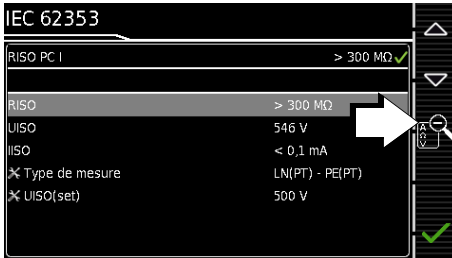 IEC 62353
RISO PC I > 300 MΩ
RISO > 300 MΩ
UISO 546 V
IISO < 0,1 mA
Type de mesure LN(PT) - PE(PT)
UISO(set) 500 V
A
Ω
V